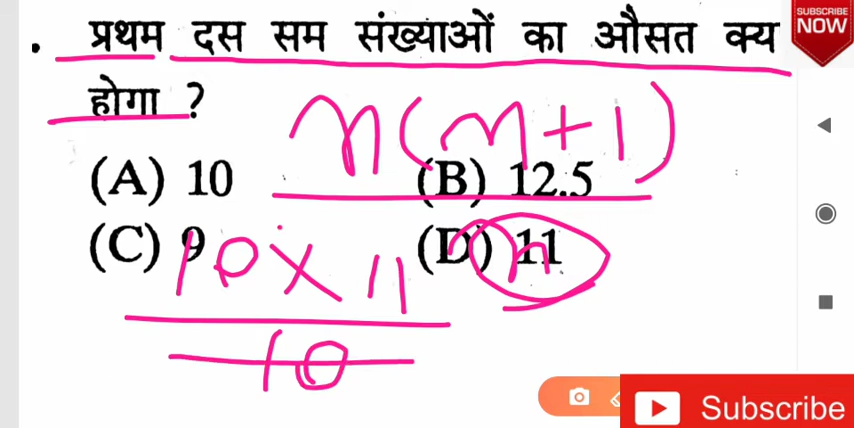 SUBSCRIBE
NOW
. प्रथम दस सम संख्याओं का औसत क्य
होगा ?
n(n+1)
(A) 10 (B) 12.5
(C) 9 (D) 11
n
10 × 11
10
Subscribe